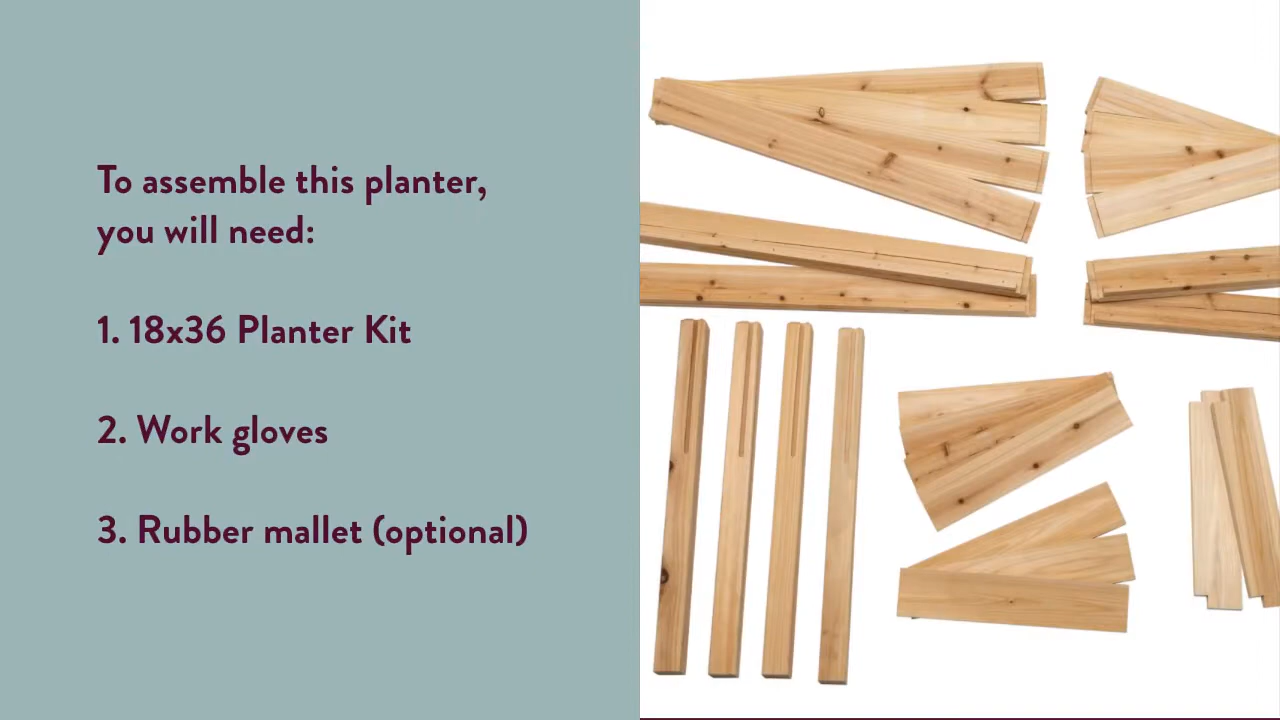 To assemble this planter,
you will need:
1. 18x36 Planter Kit
2. Work gloves
3. Rubber mallet (optional)